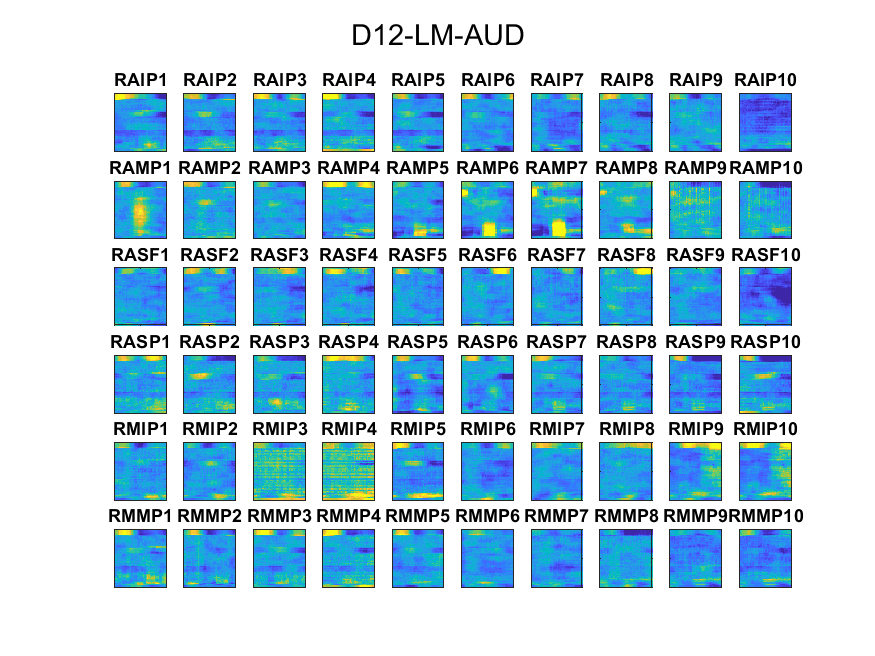 D12-LM-AUD
RAIP1 RAIP2 RAIP3 RAIP4 RAIP5 RAIP6 RAIP7 RAIP8 RAIP9 RAIP10
RAMP1 RAMP2 RAMP3 RAMP4 RAMP5 RAMP6 RAMP7 RAMP8 RAMP9 RAMP10
RASF1 RASF2 RASF3 RASF4 RASF5 RASF6 RASF7 RASF8 RASF9 RASF10
RASP1 RASP2 RASP3 RASP4 RASP5 RASP6 RASP7 RASP8 RASP9 RASP10
RMIP1 RMIP2 RMIP3 RMIP4 RMIP5 RMIP6 RMIP7 RMIP8 RMIP9 RMIP10
RMMP1 RMMP2 RMMP3 RMMP4 RMMP5 RMMP6 RMMP7 RMMP8 RMMP9 RMMP10